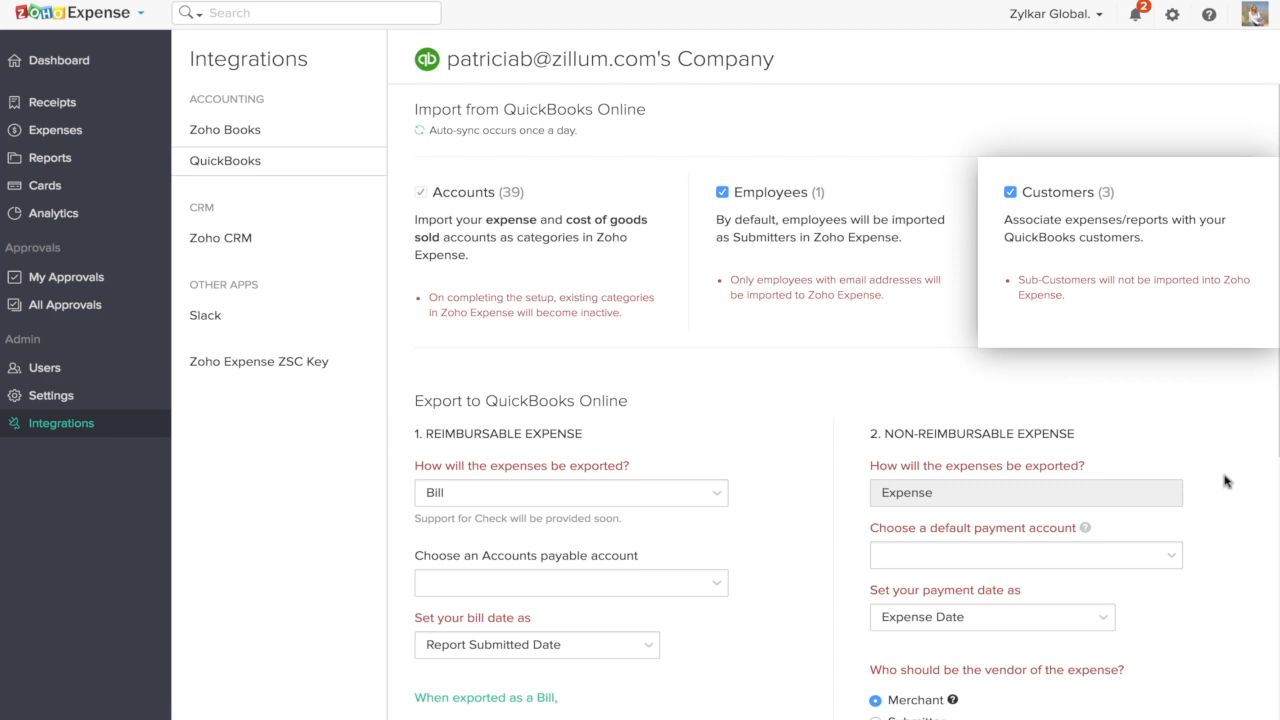 ZOHO Expense
Search
Zylkar Global.
2
Dashboard
Receipts
Expenses
Reports
Cards
Analytics
Approvals
My Approvals
All Approvals
Admin
Users
Settings
Integrations
Integrations
ACCOUNTING
Zoho Books
QuickBooks
CRM
Zoho CRM
OTHER APPS
Slack
Zoho Expense ZSC Key
qb patriciab@zillum.com's Company
Import from QuickBooks Online
Auto-sync occurs once a day.
Accounts (39)
Import your expense and cost of goods
sold accounts as categories in Zoho
Expense.
• On completing the setup, existing categories
in Zoho Expense will become inactive.
Employees (1)
By default, employees will be imported
as Submitters in Zoho Expense.
• Only employees with email addresses will
be imported to Zoho Expense.
Customers (3)
Associate expenses/reports with your
QuickBooks customers.
• Sub-Customers will not be imported into Zoho
Expense.
Export to QuickBooks Online
1. REIMBURSABLE EXPENSE
How will the expenses be exported?
Bill
Support for Check will be provided soon.
Choose an Accounts payable account
Set your bill date as
Report Submitted Date
When exported as a Bill,
2. NON-REIMBURSABLE EXPENSE
How will the expenses be exported?
Expense
Choose a default payment account ?
Set your payment date as
Expense Date
Who should be the vendor of the expense?
Merchant ?